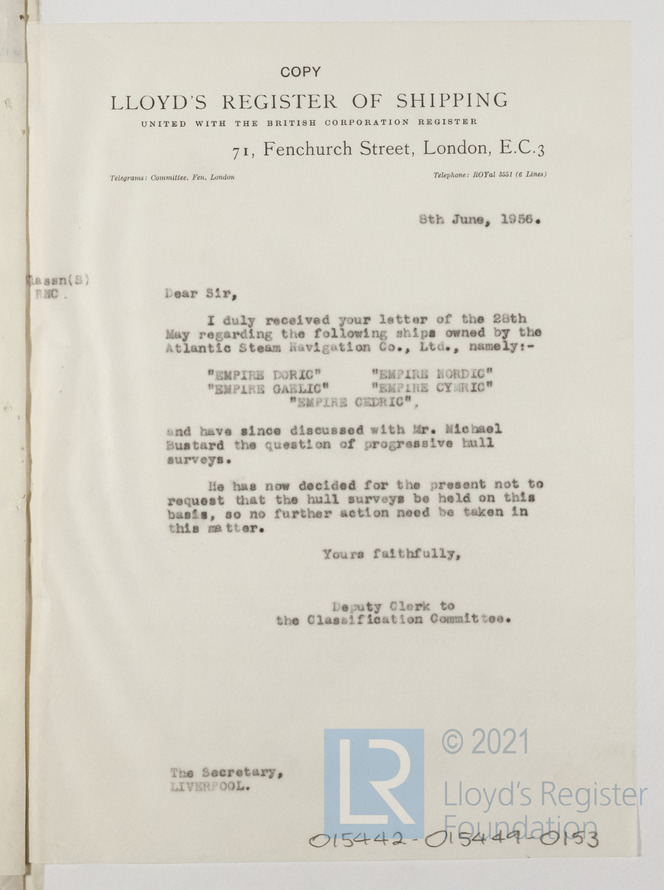 COPY
LLOYD'S REGISTER OF SHIPPING
UNITED WITH THE BRITISH CORPORATION REGISTER
71, Fenchurch Street, London, E.C.3
Telegrams: Committee, Fen, London Telephone: ROYal 3551 (6 Lines)
8th June, 1956.
lassn(S)
RNC.
Dear Sir,
I duly received your letter of the 28th
May regarding the following ships owned by the
Atlantic Steam Navigation Co., Ltd., namely:-
"EMPIRE DORIC" "EMPIRE NORDIC"
"EMPIRE GAELIC" "EMPIRE CYMRIC"
"EMPIRE CEDRIC",
and have since discussed with Mr. Michael
Bustard the question of progressive hull
surveys.
He has now decided for the present not to
request that the hull surveys be held on this
basis, so no further action need be taken in
this matter.
Yours faithfully,
Deputy Clerk to
the Classification Committee.
The Secretary,
LIVERPOOL.
LR
© 2021
Lloyd's Register
Foundation
015442-015449-0153